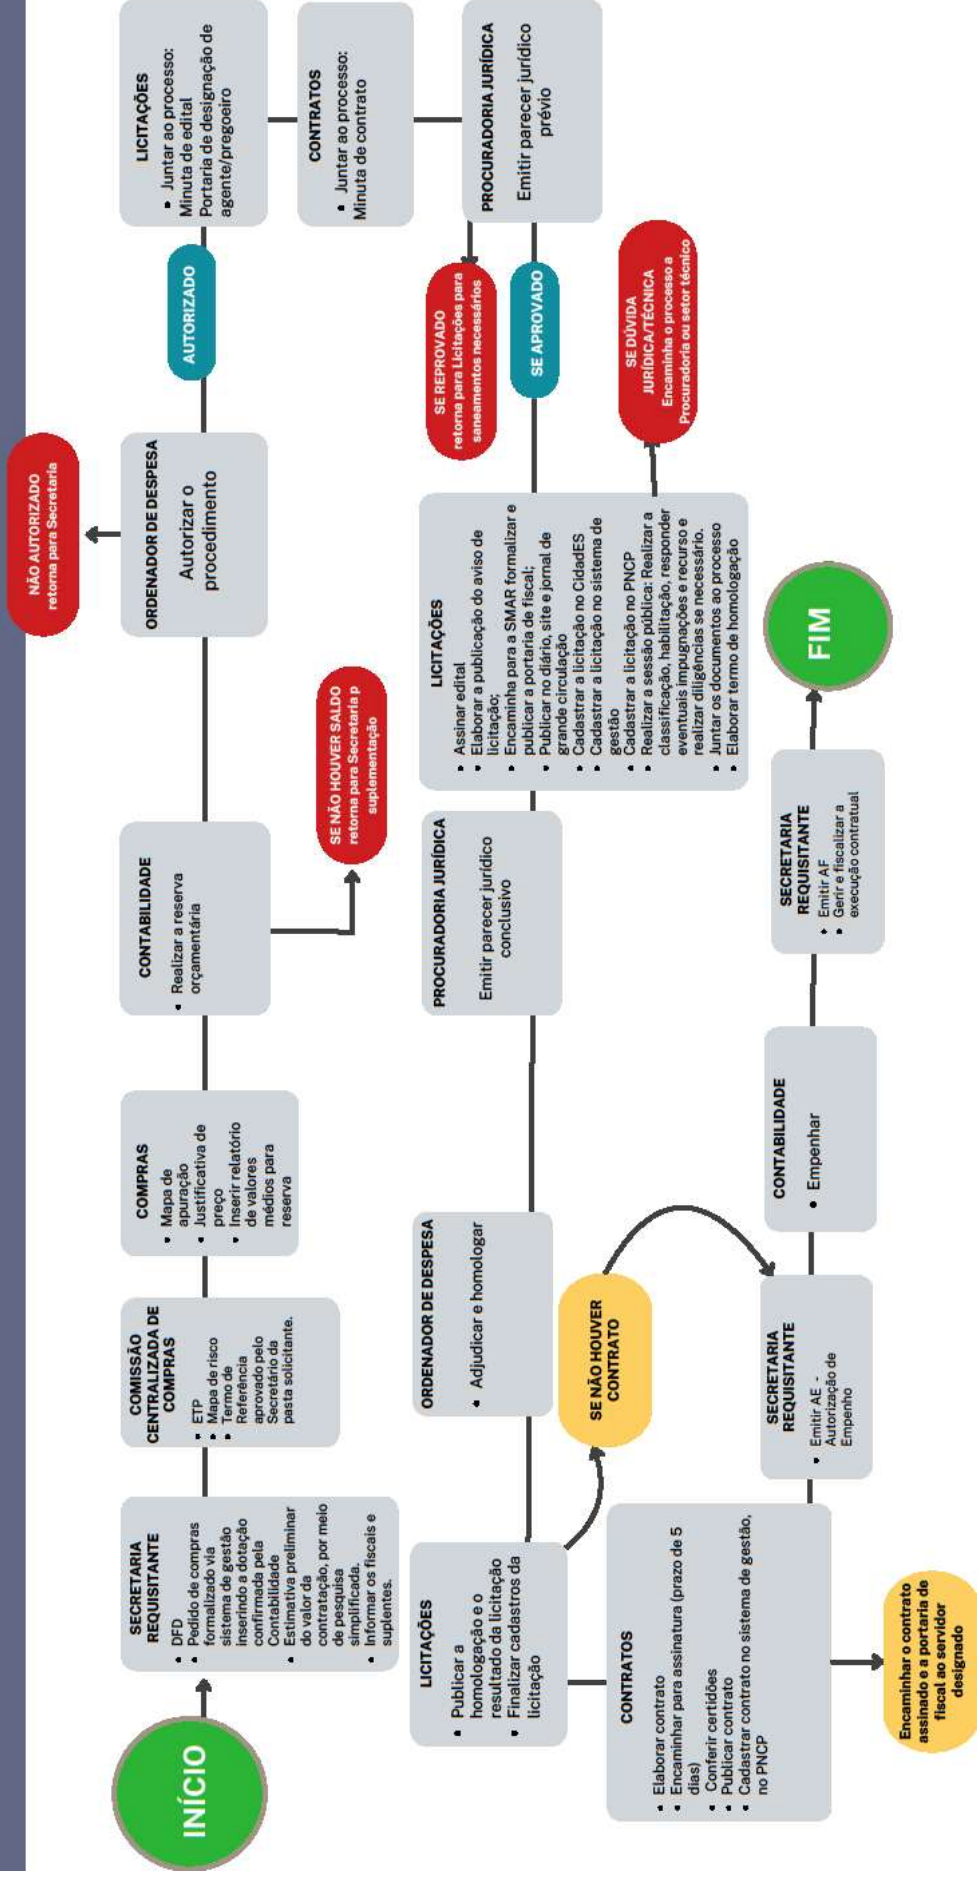 INÍCIO
SECRETARIA
REQUISITANTE
• DFD
• Pedido de compras
formalizado via
sistema de gestão
inserindo a dotação
confirmada pela
Contabilidade
• Estimativa preliminar
do valor da
contratação, por meio
de pesquisa
simplificada.
• Informar os fiscais e
suplentes.
COMISSÃO
CENTRALIZADA DE
COMPRAS
• ETP
• Mapa de risco
• Termo de
Referência
aprovado pelo
Secretário da
pasta solicitante.
COMPRAS
• Mapa de
apuração
• Justificativa de
preço
• Inserir relatório
de valores
médios para
reserva
CONTABILIDADE
• Realizar a reserva
orçamentária
SE NÃO HOUVER SALDO
retorna para Secretaria p
suplementação
ORDENADOR DE DESPESA
Autorizar o
procedimento
NÃO AUTORIZADO
retorna para Secretaria
AUTORIZADO
LICITAÇÕES
• Juntar ao processo:
Minuta de edital
Portaria de designação de
agente/pregoeiro
CONTRATOS
• Juntar ao processo:
Minuta de contrato
PROCURADORIA JURÍDICA
Emitir parecer jurídico
prévio
SE REPROVADO
retorna para Licitações para
saneamentos necessários
SE APROVADO
LICITAÇÕES
• Assinar edital
• Elaborar a publicação do aviso de
licitação;
• Encaminha para a SMAR formalizar e
publicar a portaria de fiscal;
• Publicar no diário, site e jornal de
grande circulação
• Cadastrar a licitação no CidadES
• Cadastrar a licitação no sistema de
gestão
• Cadastrar a licitação no PNCP
• Realizar a sessão pública: Realizar a
classificação, habilitação, responder
eventuais impugnações e recurso e
realizar diligências se necessário.
• Juntar os documentos ao processo
• Elaborar termo de homologação
SE DÚVIDA
JURÍDICA/TÉCNICA
Encaminha o processo a
Procuradoria ou setor técnico
PROCURADORIA JURÍDICA
Emitir parecer jurídico
conclusivo
ORDENADOR DE DESPESA
• Adjudicar e homologar
LICITAÇÕES
• Publicar a
homologação e o
resultado da licitação
• Finalizar cadastros da
licitação
SE NÃO HOUVER
CONTRATO
CONTRATOS
• Elaborar contrato
• Encaminhar para assinatura (prazo de 5
dias)
• Conferir certidões
• Publicar contrato
• Cadastrar contrato no sistema de gestão,
no PNCP
Encaminhar o contrato
assinado e a portaria de
fiscal ao servidor
designado
SECRETARIA
REQUISITANTE
• Emitir AE -
Autorização de
Empenho
CONTABILIDADE
• Empenhar
SECRETARIA
REQUISITANTE
• Emitir AF
• Gerir e fiscalizar a
execução contratual
FIM